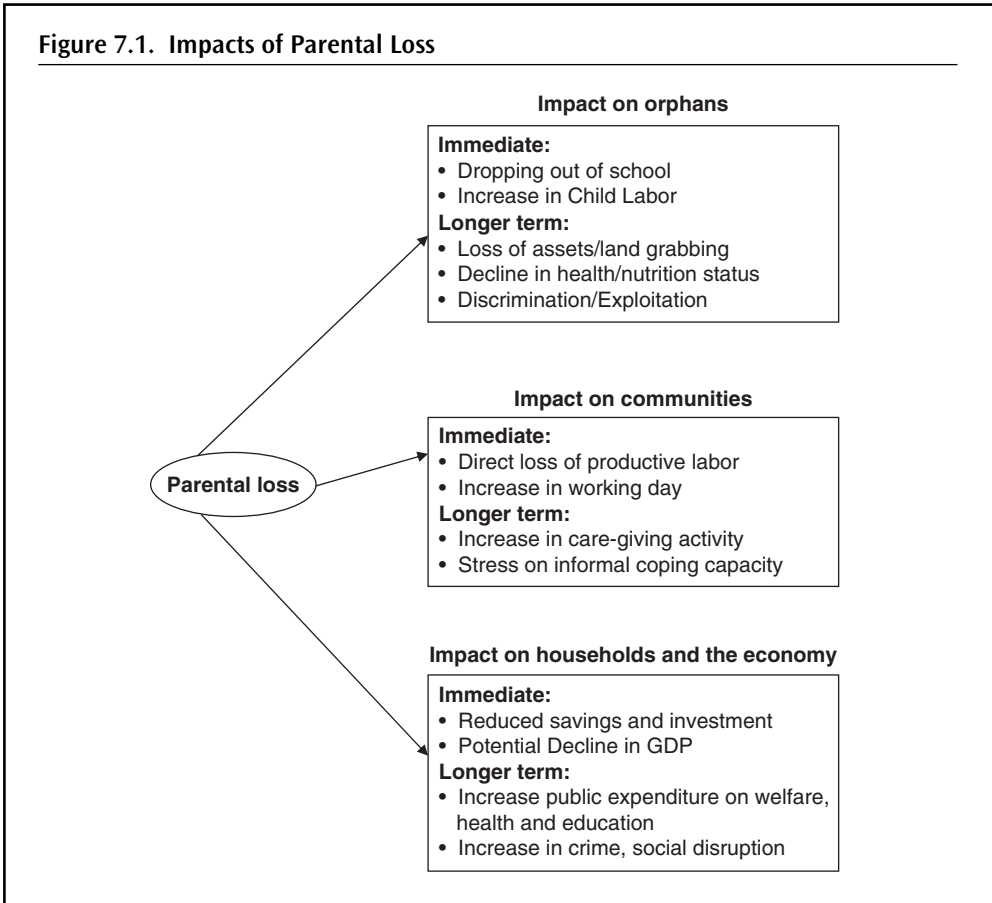 Figure 7.1. Impacts of Parental Loss
Impact on orphans
Immediate:
• Dropping out of school
• Increase in Child Labor
Longer term:
• Loss of assets/land grabbing
• Decline in health/nutrition status
• Discrimination/Exploitation
Impact on communities
Immediate:
• Direct loss of productive labor
• Increase in working day
Longer term:
• Increase in care-giving activity
• Stress on informal coping capacity
Parental loss
Impact on households and the economy
Immediate:
• Reduced savings and investment
• Potential Decline in GDP
Longer term:
• Increase public expenditure on welfare,
health and education
• Increase in crime, social disruption